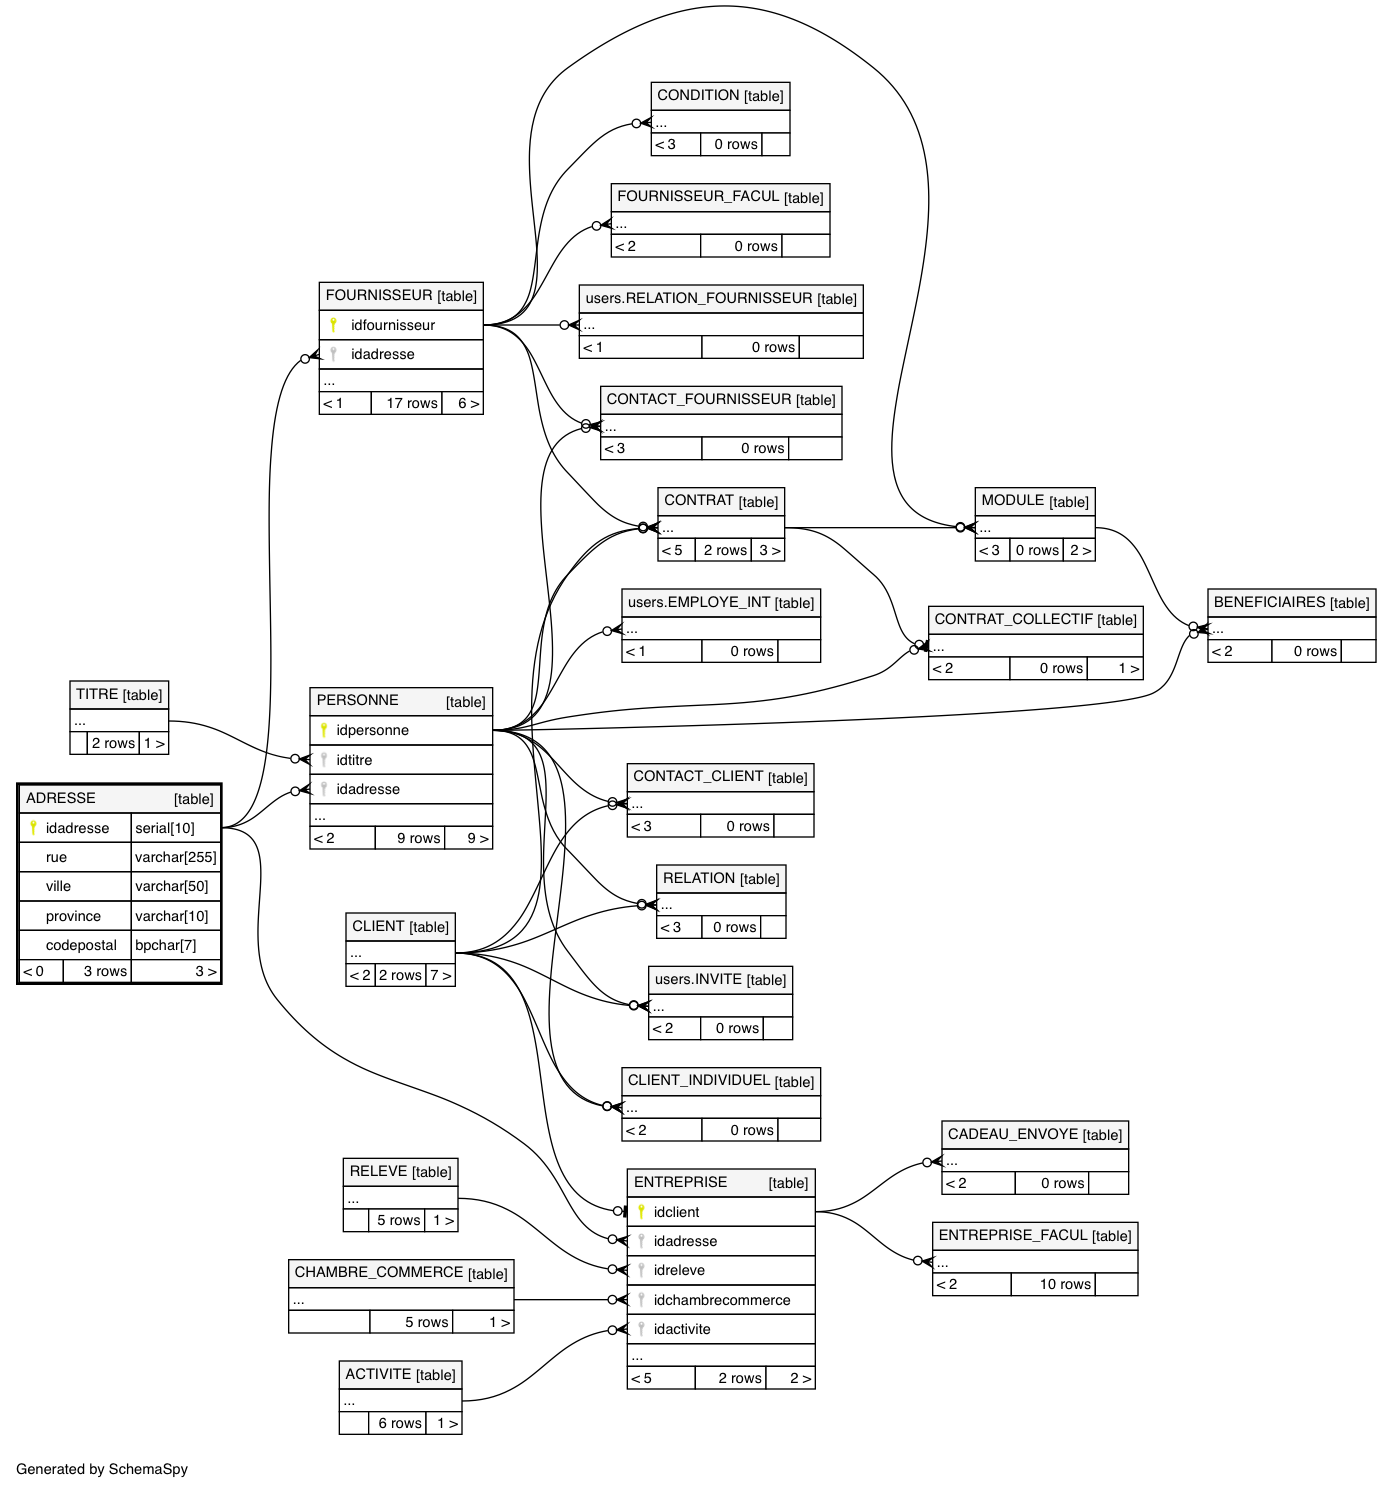 CONDITION [table]
...
< 3 0 rows
FOURNISSEUR_FACUL [table]
...
< 2 0 rows
FOURNISSEUR [table]
idfournisseur
idadresse
...
< 1 17 rows 6 >
users.RELATION_FOURNISSEUR [table]
...
< 1 0 rows
CONTACT_FOURNISSEUR [table]
...
< 3 0 rows
CONTRAT [table]
...
< 5 2 rows 3 >
MODULE [table]
...
< 3 0 rows 2 >
users.EMPLOYE_INT [table]
...
< 1 0 rows
CONTRAT_COLLECTIF [table]
...
< 2 0 rows 1 >
BENEFICIAIRES [table]
...
< 2 0 rows
TITRE [table]
...
2 rows 1 >
PERSONNE [table]
idpersonne
idtitre
idadresse
...
< 2 9 rows 9 >
ADRESSE [table]
idadresse serial[10]
rue varchar[255]
ville varchar[50]
province varchar[10]
codepostal bpchar[7]
< 0 3 rows 3 >
CONTACT_CLIENT [table]
...
< 3 0 rows
RELATION [table]
...
< 3 0 rows
CLIENT [table]
...
< 2 2 rows 7 >
users.INVITE [table]
...
< 2 0 rows
CLIENT_INDIVIDUEL [table]
...
< 2 0 rows
RELEVE [table]
...
5 rows 1 >
CHAMBRE_COMMERCE [table]
...
5 rows 1 >
ACTIVITE [table]
...
6 rows 1 >
ENTREPRISE [table]
idclient
idadresse
idreleve
idchambrecommerce
idactivite
...
< 5 2 rows 2 >
CADEAU_ENVOYE [table]
...
< 2 0 rows
ENTREPRISE_FACUL [table]
...
< 2 10 rows
Generated by SchemaSpy